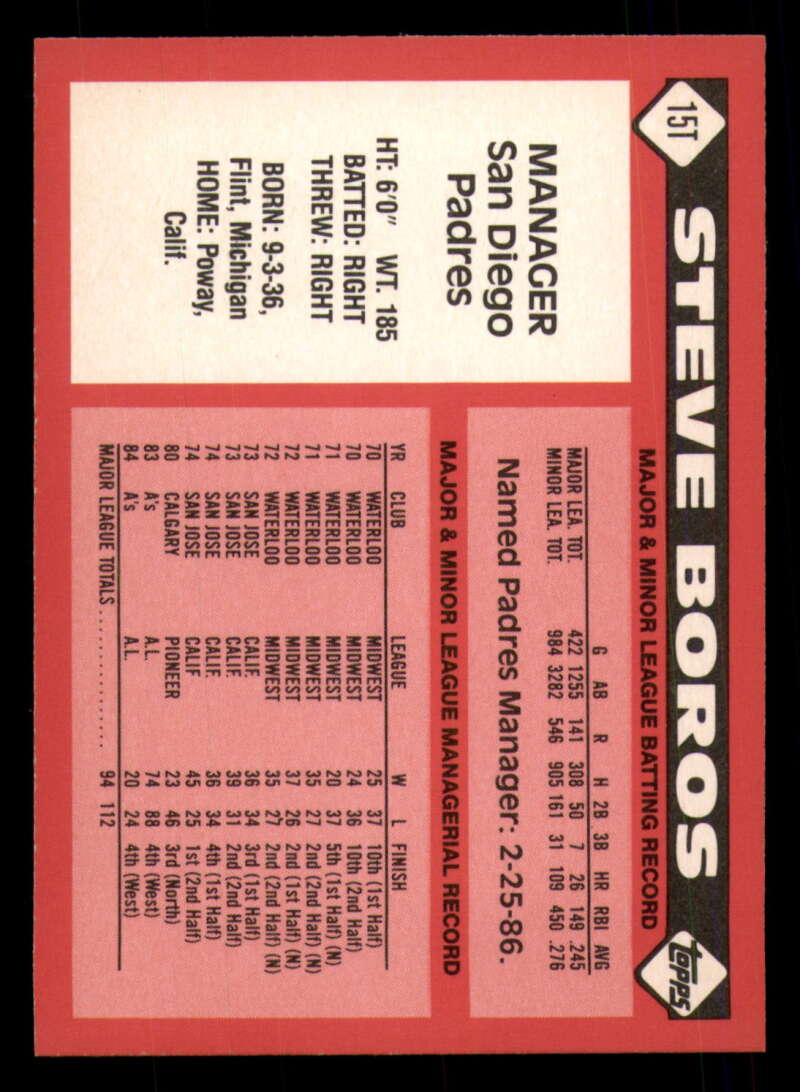 15T
STEVE BOROS
topps
MANAGER
San Diego
Padres
HT: 6'0" WT. 185
BATTED: RIGHT
THREW: RIGHT
BORN: 9-3-36,
Flint, Michigan
HOME: Poway,
Calif.
MAJOR & MINOR LEAGUE BATTING RECORD
G AB R H 2B 3B HR RBI AVG
MAJOR LEA. TOT. 422 1255 141 308 50 7 26 149 .245
MINOR LEA. TOT. 984 3282 546 905 161 31 109 450 .276
Named Padres Manager: 2-25-86.
MAJOR & MINOR LEAGUE MANAGERIAL RECORD
YR CLUB LEAGUE W L FINISH
70 WATERLOO MIDWEST 25 37 10th (1st Half)
70 WATERLOO MIDWEST 24 36 10th (2nd Half)
71 WATERLOO MIDWEST 20 37 5th (1st Half) (N)
71 WATERLOO MIDWEST 35 27 2nd (2nd Half) (N)
72 WATERLOO MIDWEST 37 26 2nd (1st Half) (N)
72 WATERLOO MIDWEST 35 27 2nd (2nd Half) (N)
73 SAN JOSE CALIF. 36 34 3rd (1st Half)
73 SAN JOSE CALIF. 39 31 2nd (2nd Half)
74 SAN JOSE CALIF. 36 34 4th (1st Half)
74 SAN JOSE CALIF 45 25 1st (2nd Half)
80 CALGARY PIONEER 23 46 3rd (North)
83 A's A.L. 74 88 4th (West)
84 A's A.L. 20 24 4th (West)
MAJOR LEAGUE TOTALS . . . . . . . . . . . . . . . . 94 112